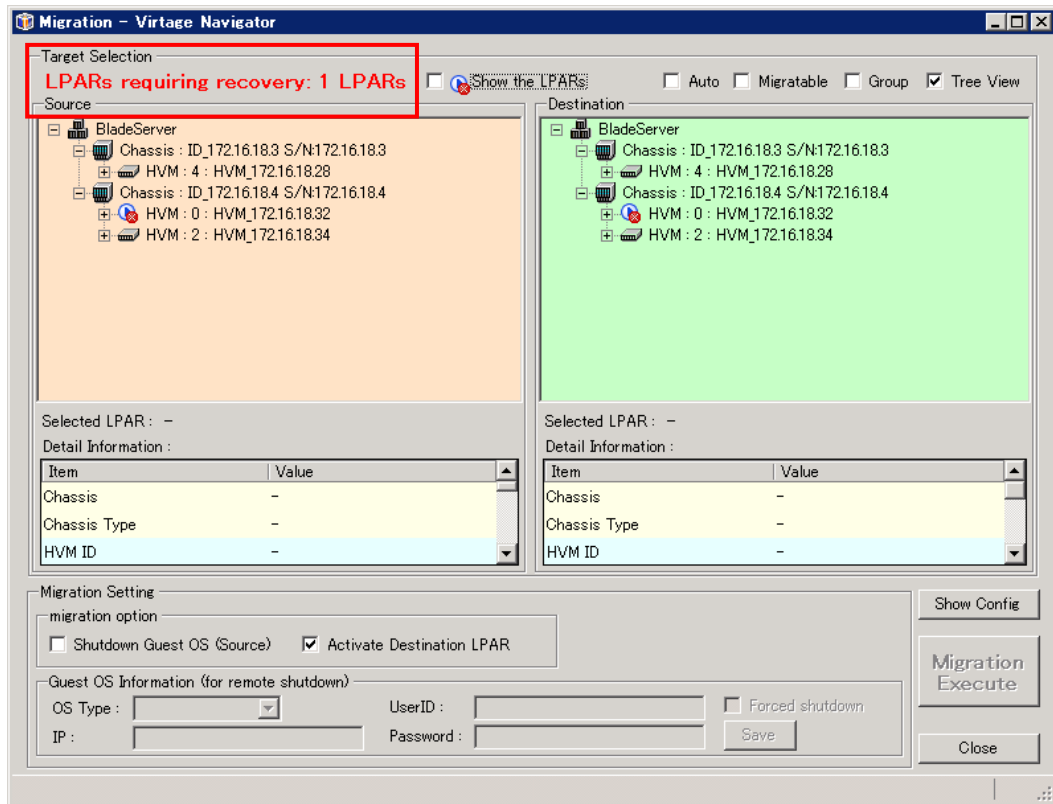 Migration - Virtage Navigator
Target Selection
LPARs requiring recovery: 1 LPARs
Show the LPARs
Auto
Migratable
Group
Tree View
Source
BladeServer
Chassis : ID_172.16.18.3 S/N:172.16.18.3
HVM : 4 : HVM_172.16.18.28
Chassis : ID_172.16.18.4 S/N:172.16.18.4
HVM : 0 : HVM_172.16.18.32
HVM : 2 : HVM_172.16.18.34
Selected LPAR : -
Detail Information :
Item Value
Chassis -
Chassis Type -
HVM ID -
Destination
BladeServer
Chassis : ID_172.16.18.3 S/N:172.16.18.3
HVM : 4 : HVM_172.16.18.28
Chassis : ID_172.16.18.4 S/N:172.16.18.4
HVM : 0 : HVM_172.16.18.32
HVM : 2 : HVM_172.16.18.34
Selected LPAR : -
Detail Information :
Item Value
Chassis -
Chassis Type -
HVM ID -
Migration Setting
migration option
Shutdown Guest OS (Source)
Activate Destination LPAR
Guest OS Information (for remote shutdown)
OS Type :
UserID :
Forced shutdown
IP :
Password :
Save
Show Config
Migration
Execute
Close